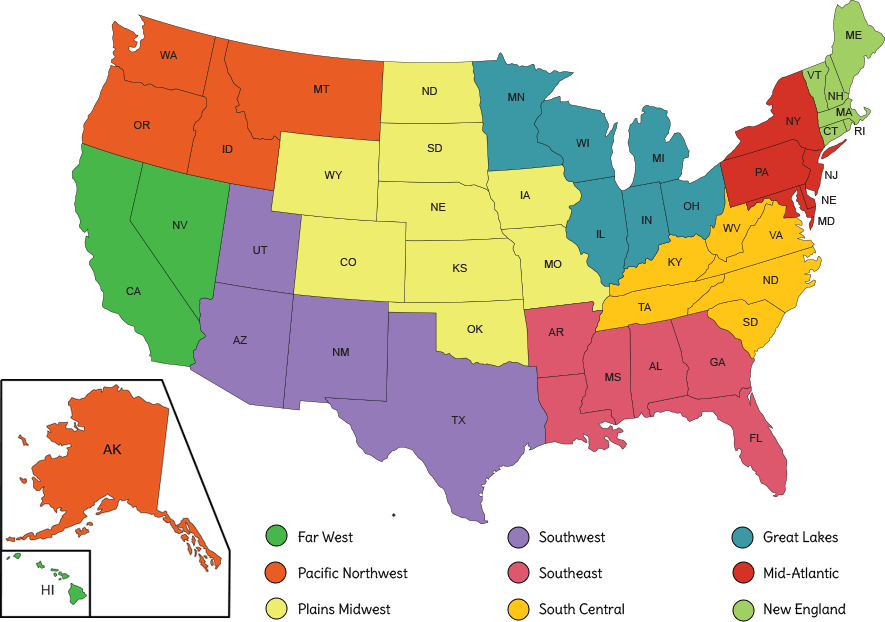 ME
WA
VT
MT
ND
MN
NH
MA
NY
OR
CT
RI
WI
ID
SD
MI
PA
WY
NJ
IA
NE
OH
NE
IN
MD
NV
WV
IL
VA
UT
CO
KY
MO
KS
ND
CA
TA
SD
OK
AR
AZ
NM
GA
AL
MS
TX
FL
AK
HI
Far West
Southwest
Great Lakes
Pacific Northwest
Southeast
Mid-Atlantic
Plains Midwest
South Central
New England